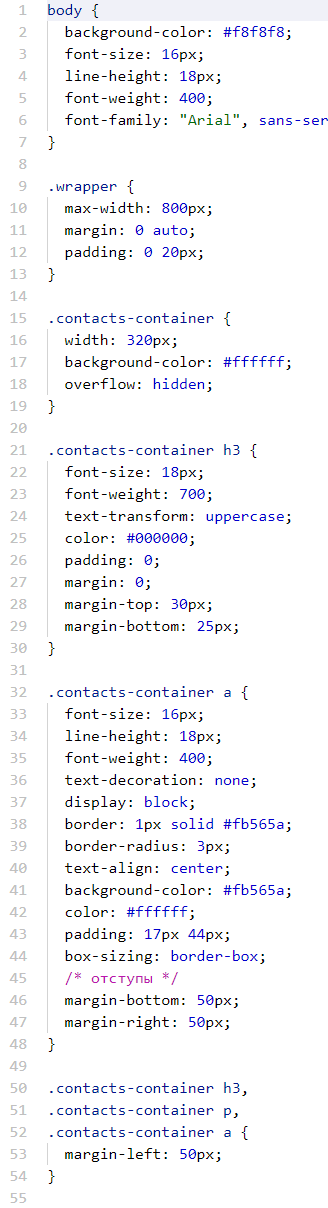 1 body {
2 background-color: #f8f8f8;
3 font-size: 16px;
4 line-height: 18px;
5 font-weight: 400;
6 font-family: "Arial", sans-ser
7 }
8
9 .wrapper {
10 max-width: 800px;
11 margin: 0 auto;
12 padding: 0 20px;
13 }
14
15 .contacts-container {
16 width: 320px;
17 background-color: #ffffff;
18 overflow: hidden;
19 }
20
21 .contacts-container h3 {
22 font-size: 18px;
23 font-weight: 700;
24 text-transform: uppercase;
25 color: #000000;
26 padding: 0;
27 margin: 0;
28 margin-top: 30px;
29 margin-bottom: 25px;
30 }
31
32 .contacts-container a {
33 font-size: 16px;
34 line-height: 18px;
35 font-weight: 400;
36 text-decoration: none;
37 display: block;
38 border: 1px solid #fb565a;
39 border-radius: 3px;
40 text-align: center;
41 background-color: #fb565a;
42 color: #ffffff;
43 padding: 17px 44px;
44 box-sizing: border-box;
45 /* отступы */
46 margin-bottom: 50px;
47 margin-right: 50px;
48 }
49
50 .contacts-container h3,
51 .contacts-container p,
52 .contacts-container a {
53 margin-left: 50px;
54 }
55